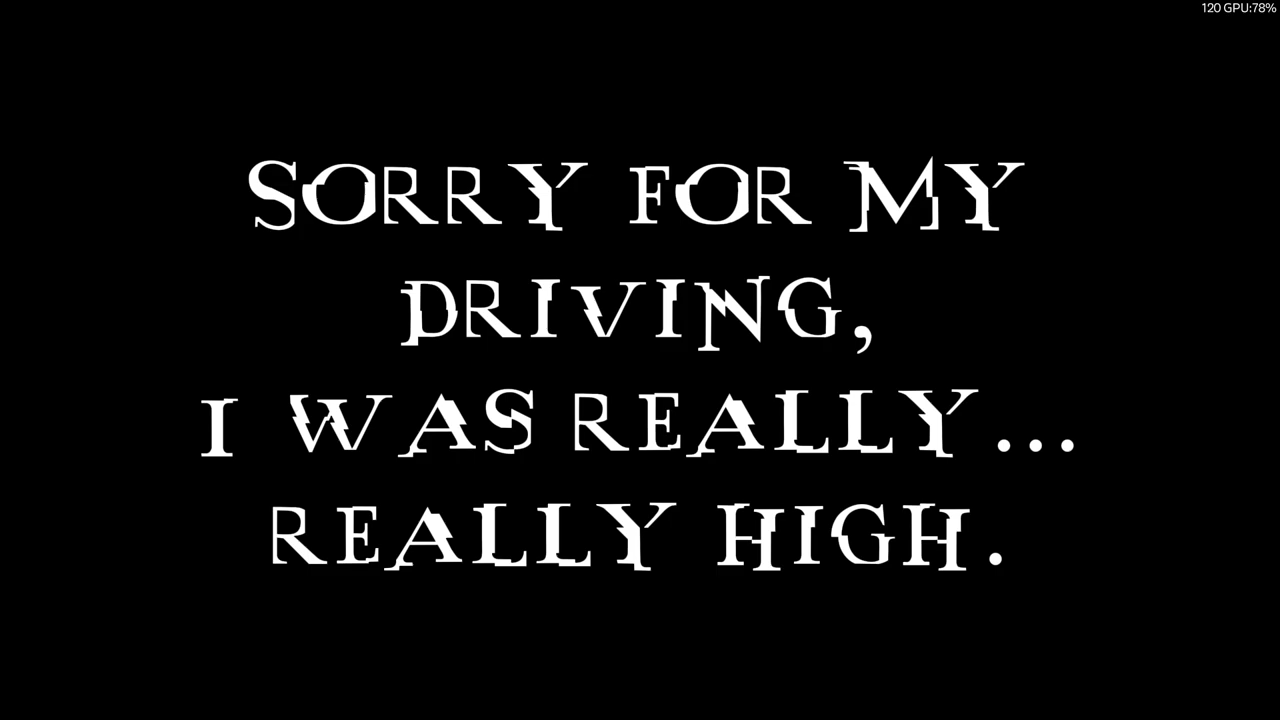 120 GPU:78%
SORRY FOR MY
DRIVING,
I WAS REALLY...
REALLY HIGH.